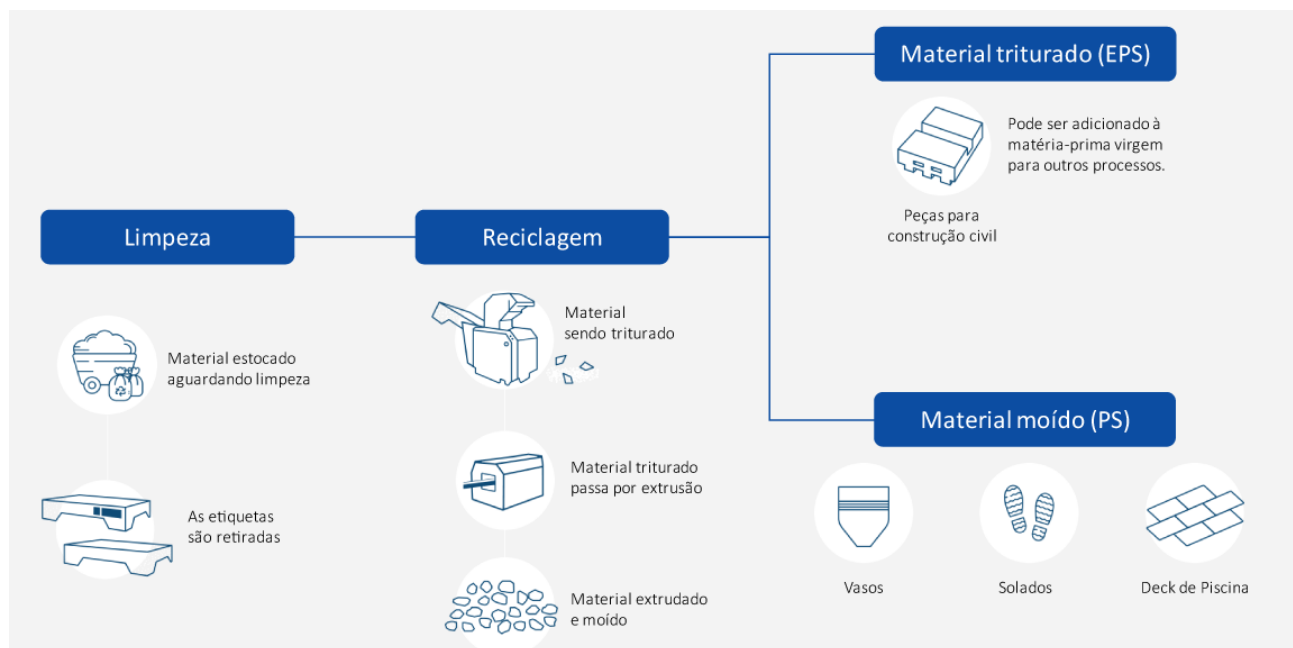 Limpeza
Material estocado
aguardando limpeza
As etiquetas
são retiradas
Reciclagem
Material
sendo triturado
Material triturado
passa por extrusão
Material extrudado
e moído
Material triturado (EPS)
Pode ser adicionado à
matéria-prima virgem
para outros processos.
Peças para
construção civil
Material moído (PS)
Vasos
Solados
Deck de Piscina